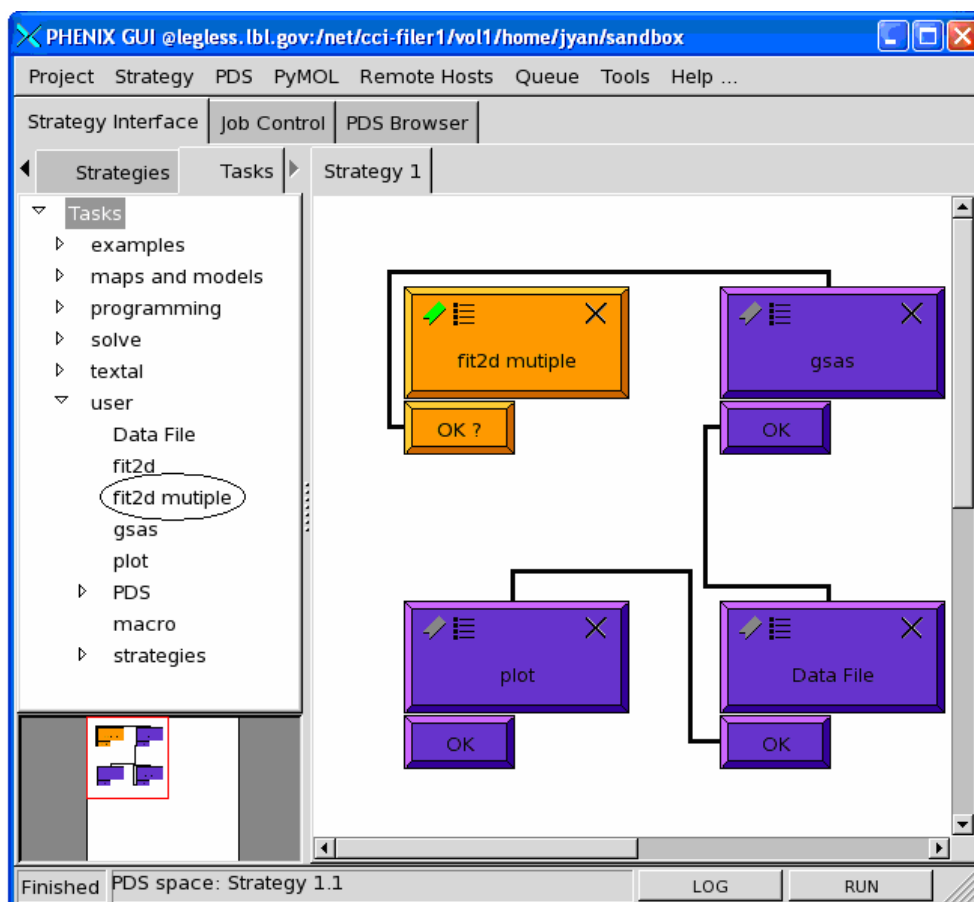 PHENIX GUI @legless.lbl.gov:/net/cci-filer1/vol1/home/jyan/sandbox
Project Strategy PDS PyMOL Remote Hosts Queue Tools Help ...
Strategy Interface Job Control PDS Browser
Strategies Tasks
Strategy 1
Tasks
examples
maps and models
programming
solve
textal
user
Data File
fit2d
fit2d mutiple
gsas
plot
PDS
macro
strategies
fit2d mutiple
OK ?
gsas
OK
plot
OK
Data File
OK
Finished PDS space: Strategy 1.1 LOG RUN